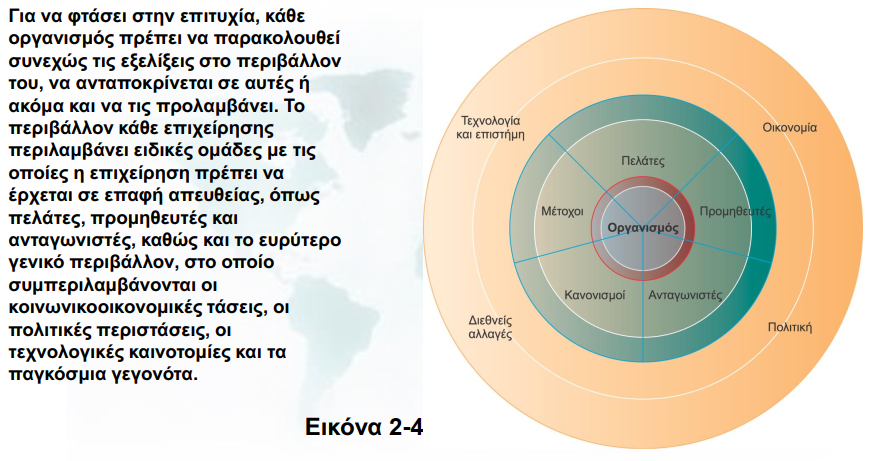 Για να φτάσει στην επιτυχία, κάθε
οργανισμός πρέπει να παρακολουθεί
συνεχώς τις εξελίξεις στο περιβάλλον
του, να ανταποκρίνεται σε αυτές ή
ακόμα και να τις προλαμβάνει. Το
περιβάλλον κάθε επιχείρησης
περιλαμβάνει ειδικές ομάδες με τις
οποίες η επιχείρηση πρέπει να
έρχεται σε επαφή απευθείας, όπως
πελάτες, προμηθευτές και
ανταγωνιστές, καθώς και το ευρύτερο
γενικό περιβάλλον, στο οποίο
συμπεριλαμβάνονται οι
κοινωνικοοικονομικές τάσεις, οι
πολιτικές περιστάσεις, οι
τεχνολογικές καινοτομίες και τα
παγκόσμια γεγονότα.
Εικόνα 2-4
Τεχνολογία
και επιστήμη
Οικονομία
Πελάτες
Μέτοχοι
Προμηθευτές
Οργανισμός
Κανονισμοί
Ανταγωνιστές
Διεθνείς
αλλαγές
Πολιτική